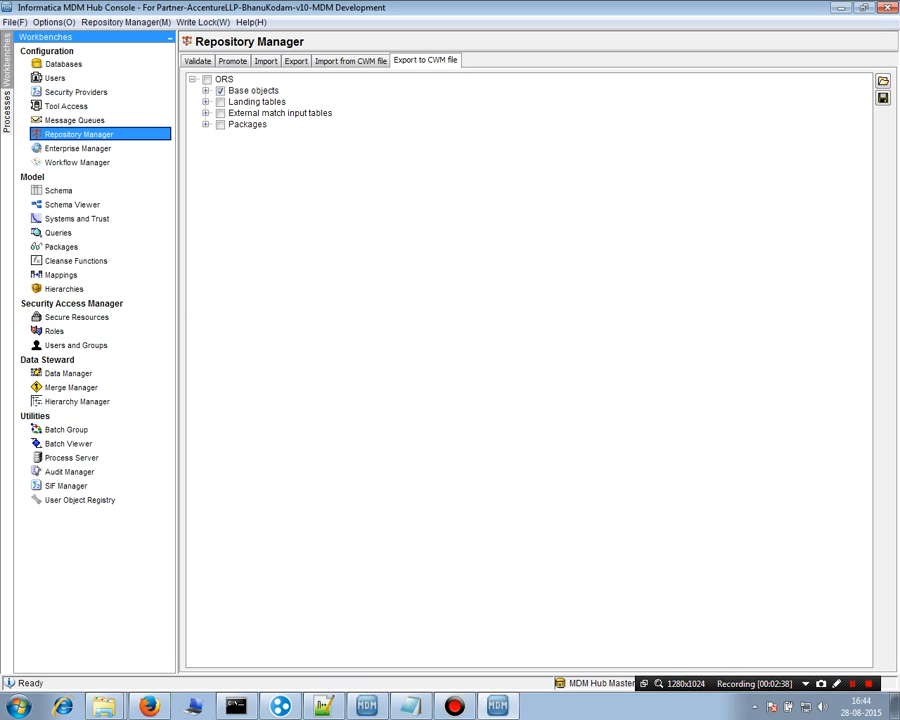 Informatica MDM Hub Console - For Partner-AccentureLLP-BhanuKodam-v10-MDM Development
File(F) Options(O) Repository Manager(M) Write Lock(W) Help(H)
Workbenches
Processes
Workbenches
Configuration
Databases
Users
Security Providers
Tool Access
Message Queues
Repository Manager
Enterprise Manager
Workflow Manager
Model
Schema
Schema Viewer
Systems and Trust
Queries
Packages
Cleanse Functions
Mappings
Hierarchies
Security Access Manager
Secure Resources
Roles
Users and Groups
Data Steward
Data Manager
Merge Manager
Hierarchy Manager
Utilities
Batch Group
Batch Viewer
Process Server
Audit Manager
SIF Manager
User Object Registry
Repository Manager
Validate Promote Import Export Import from CWM file Export to CWM file
ORS
Base objects
Landing tables
External match input tables
Packages
Ready
MDM Hub Master
1280x1024 Recording [00:02:38]
MDM MDM
16:44
28-08-2015